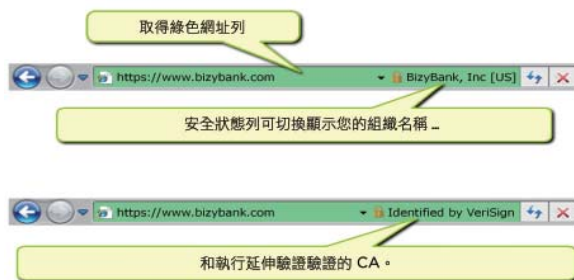 取得綠色網址列
https://www.bizybank.com BizyBank, Inc [US]
安全狀態列可切換顯示您的組織名稱 ...
https://www.bizybank.com Identified by VeriSign
和執行延伸驗證驗證的 CA。